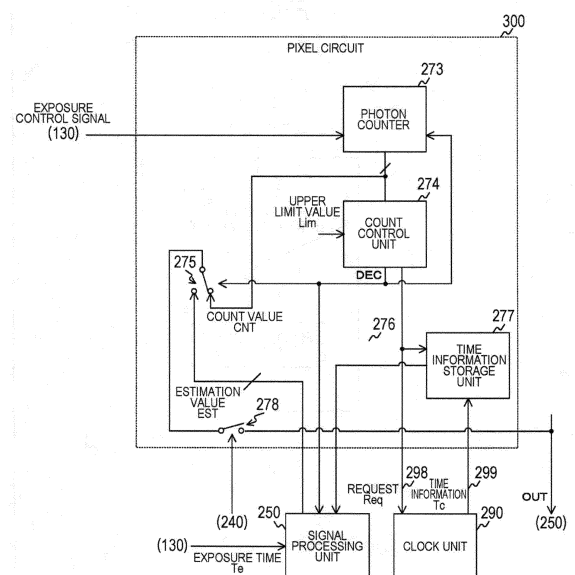 300
PIXEL CIRCUIT
273
PHOTON
COUNTER
EXPOSURE
CONTROL SIGNAL
(130)
274
UPPER
LIMIT VALUE
Lim
COUNT
CONTROL
UNIT
DEC
275
COUNT VALUE
CNT
276
277
TIME
INFORMATION
STORAGE
UNIT
ESTIMATION
VALUE
EST
278
REQUEST
Req
298
TIME
INFORMATION
Tc
299
OUT
(240)
250
290
(250)
(130)
EXPOSURE TIME
Te
SIGNAL
PROCESSING
UNIT
CLOCK UNIT